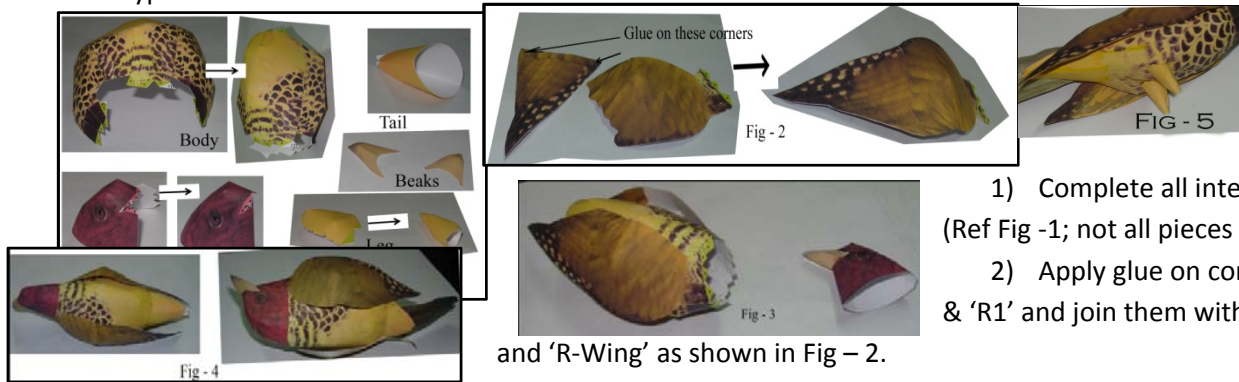 Glue on these corners
Body
Tail
Fig - 2
FIG - 5
Beaks
Leg
1) Complete all inte
(Ref Fig -1; not all pieces
2) Apply glue on cor
Fig - 3
& ‘R1’ and join them with
and ‘R-Wing’ as shown in Fig – 2.
Fig - 4